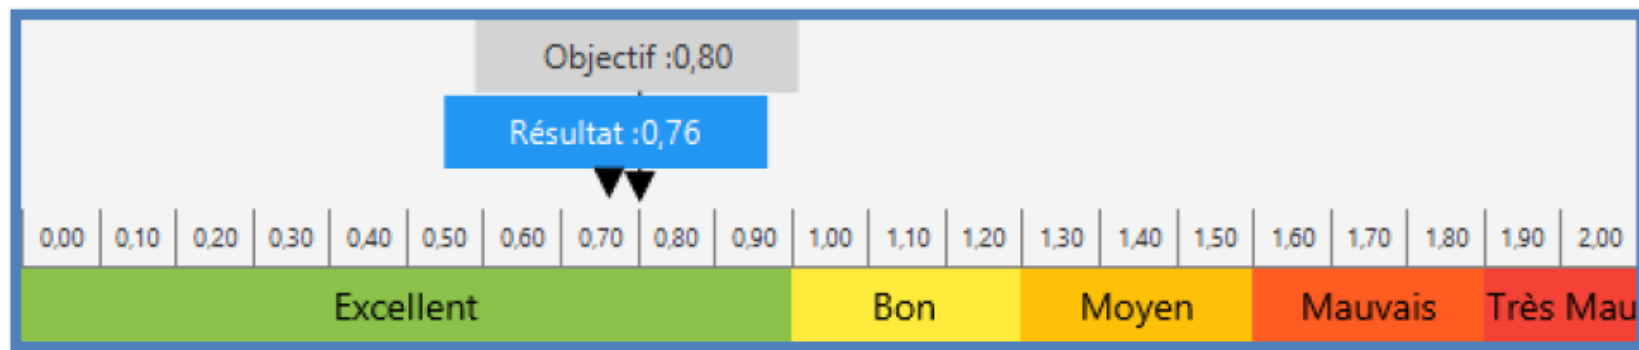 Objectif :0,80
Résultat :0,76
0,00 0,10 0,20 0,30 0,40 0,50 0,60 0,70 0,80 0,90 1,00 1,10 1,20 1,30 1,40 1,50 1,60 1,70 1,80 1,90 2,00
Excellent Bon Moyen Mauvais Très Mau